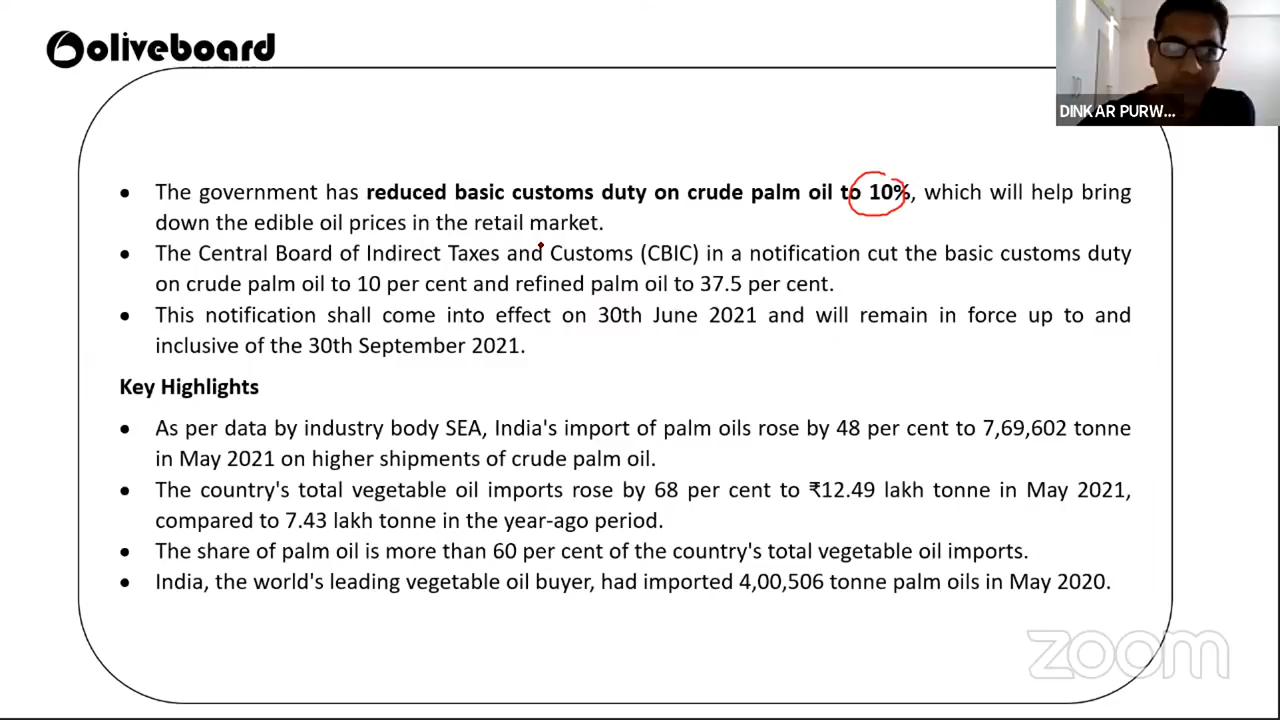 oliveboard
DINKAR PURW...
• The government has reduced basic customs duty on crude palm oil to 10%, which will help bring
down the edible oil prices in the retail market.
• The Central Board of Indirect Taxes and Customs (CBIC) in a notification cut the basic customs duty
on crude palm oil to 10 per cent and refined palm oil to 37.5 per cent.
• This notification shall come into effect on 30th June 2021 and will remain in force up to and
inclusive of the 30th September 2021.
Key Highlights
• As per data by industry body SEA, India's import of palm oils rose by 48 per cent to 7,69,602 tonne
in May 2021 on higher shipments of crude palm oil.
• The country's total vegetable oil imports rose by 68 per cent to ₹12.49 lakh tonne in May 2021,
compared to 7.43 lakh tonne in the year-ago period.
• The share of palm oil is more than 60 per cent of the country's total vegetable oil imports.
• India, the world's leading vegetable oil buyer, had imported 4,00,506 tonne palm oils in May 2020.
zoom